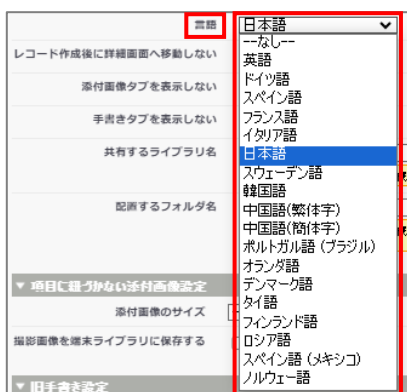 言語
日本語
--なし--
英語
レコード作成後に詳細画面へ移動しない
ドイツ語
添付画像タブを表示しない
スペイン語
手書きタブを表示しない
フランス語
イタリア語
共有するライブラリ名
日本語
スウェーデン語
韓国語
配置するフォルダ名
中国語(繁体字)
中国語(簡体字)
ポルトガル語 (ブラジル)
オランダ語
▼ 項目に紐づかない添付画像設定
デンマーク語
タイ語
添付画像のサイズ
フィンランド語
撮影画像を端末ライブラリに保存する
ロシア語
スペイン語 (メキシコ)
▼ 旧手書き設定
ノルウェー語